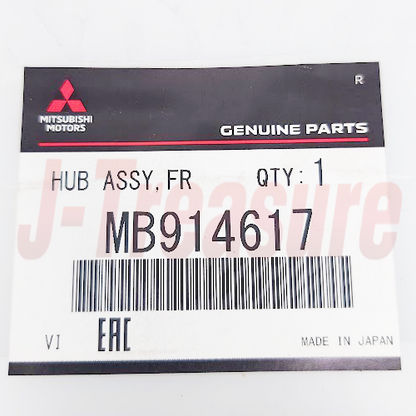 R
MITSUBISHI
MOTORS
GENUINE PARTS
HUB ASSY, FR QTY: 1
J-Treasure
MB914617
VI EAC MADE IN JAPAN